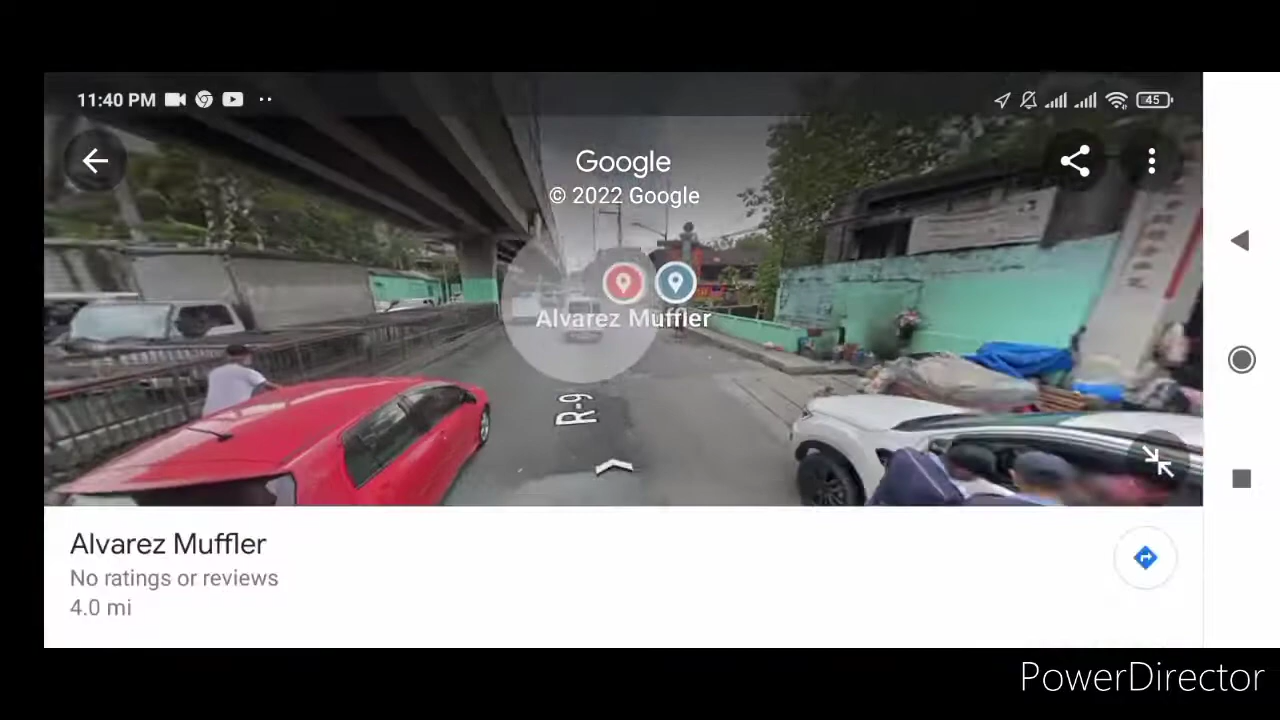 11:40 PM
45
Google
© 2022 Google
Alvarez Muffler
R-9
Alvarez Muffler
No ratings or reviews
4.0 mi
PowerDirector